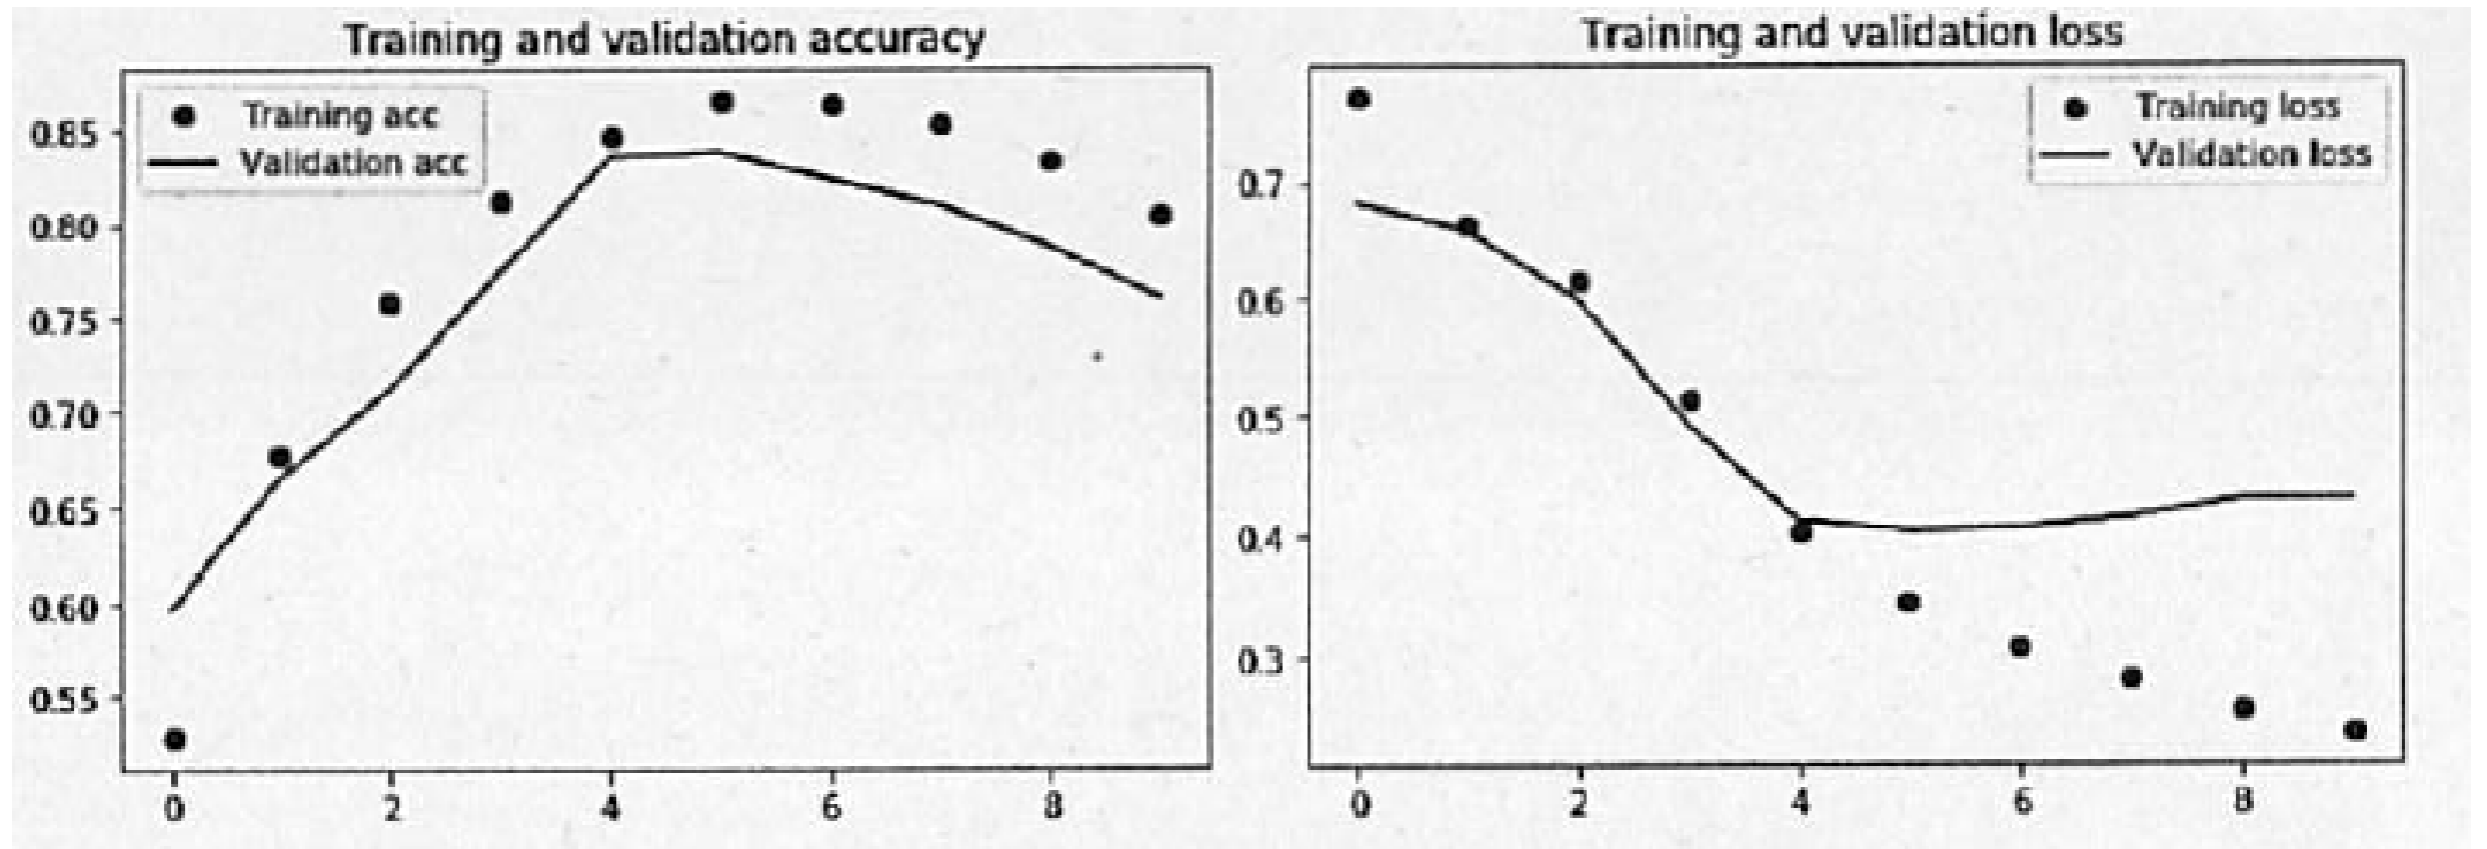 Training and validation accuracy
Training acc
Validation acc
0.85
0.80
0.75
0.70
0.65
0.60
0.55
0 2 4 6 8
Training and validation loss
Training loss
Validation loss
0.7
0.6
0.5
0.4
0.3
0 2 4 6 8